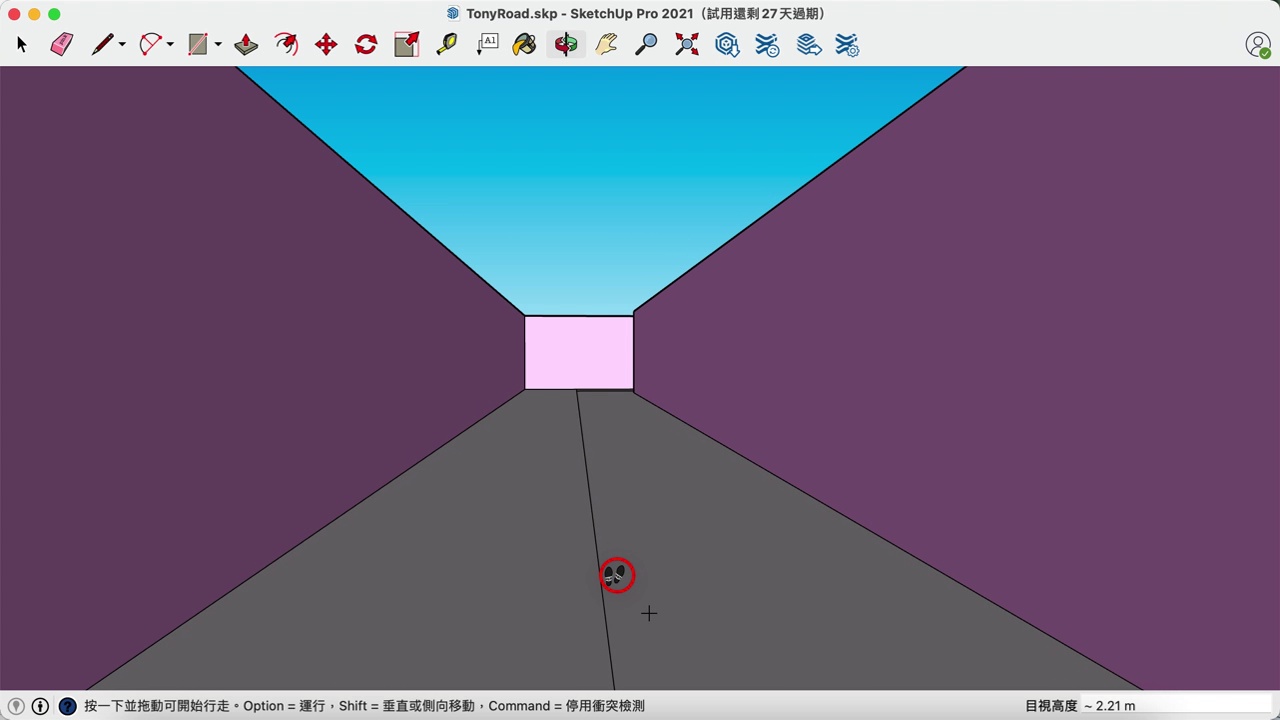 TonyRoad.skp - SketchUp Pro 2021（試用還剩 27 天過期）
A1
?
按一下並拖動可開始行走。Option = 運行，Shift = 垂直或側向移動，Command = 停用衝突檢測
目視高度 ~ 2.21 m